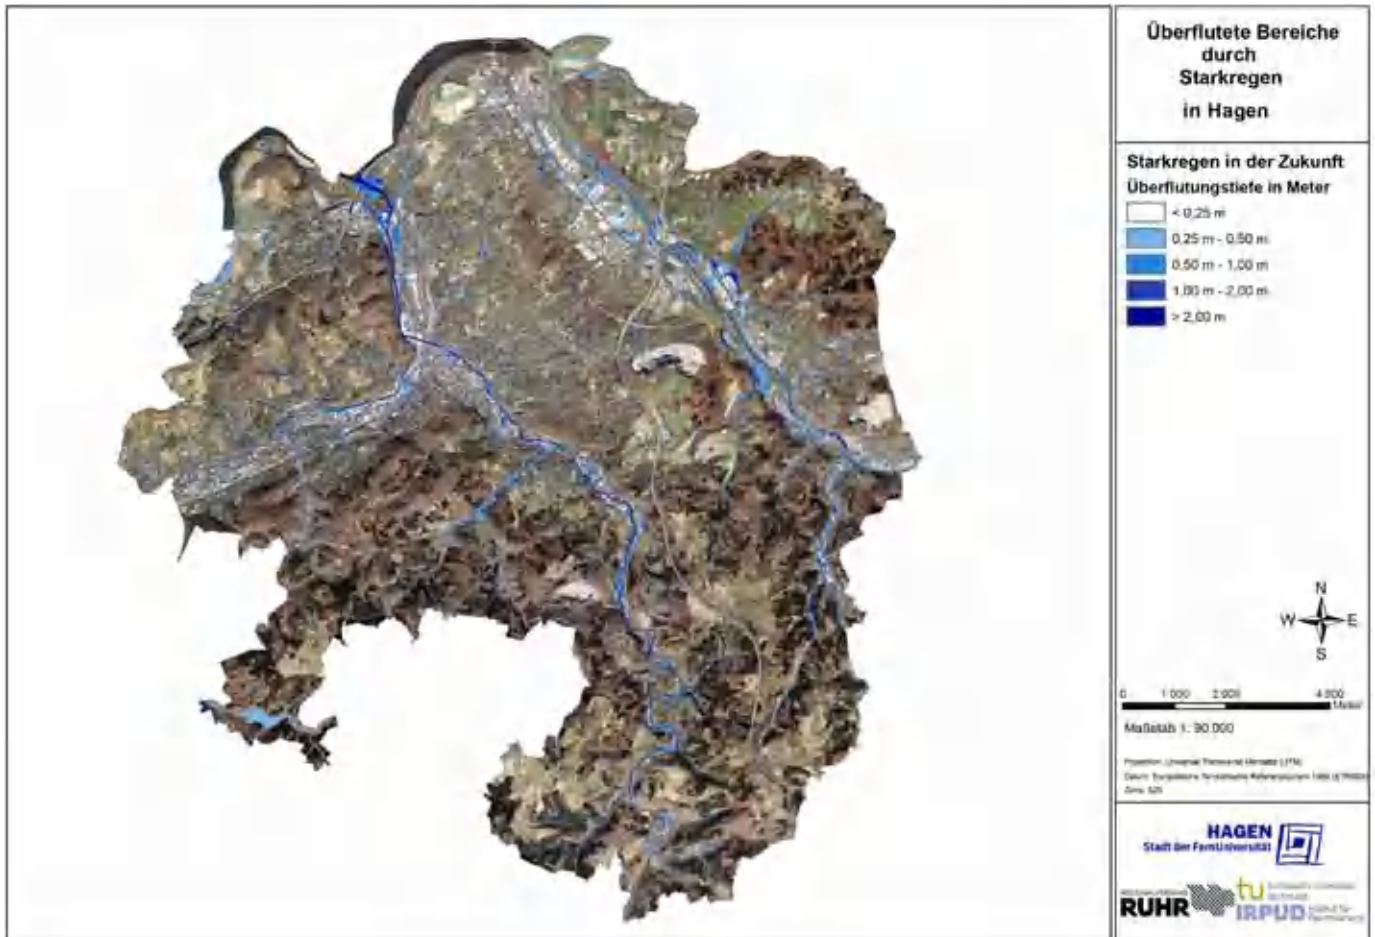 Überflutete Bereiche
durch
Starkregen
in Hagen
Starkregen in der Zukunft
Überflutungstiefe in Meter
< 0,25 m
0,25 m - 0,50 m
0,50 m - 1,00 m
1,00 m - 2,00 m
> 2,00 m
N
W E
S
0 1 000 2 000 4 000
Meter
Maßstab 1: 90 000
HAGEN
Stadt der FernUniversität
RUHR
tu
IRPUD